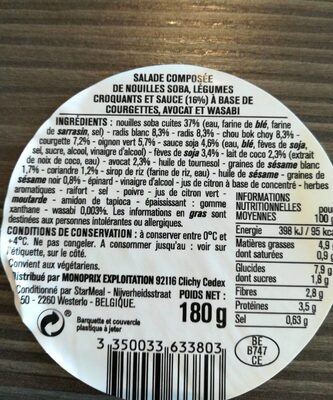 SALADE COMPOSÉE
DE NOUILLES SOBA, LÉGUMES
CROQUANTS ET SAUCE (16%) À BASE DE
COURGETTES, AVOCAT ET WASABI
INGRÉDIENTS : nouilles soba cuites 37% (eau, farine de blé, farine
de sarrasin, sel) - radis blanc 8,3% - radis 8,3% - chou bok choy 8,3% -
courgette 7,2% - oignon vert 5,7% - sauce soja 4,6% (eau, blé, fèves de soja,
sel, sucre, alcool, vinaigre d'alcool) - fèves de soja 3,4% - lait de coco 2,3% (extrait
de noix de coco, eau) - avocat 2,3% - huile de tournesol - graines de sésame blanc
1,7% - coriandre 1,2% - sirop de riz (farine de riz, eau) - huile de sésame - graines de
sésame noir 0,8% - épinard - vinaigre d'alcool - jus de citron à base de concentré - herbes
aromatiques - raifort - sel - poivre - jus de citron vert -
moutarde - amidon de tapioca - épaississant : gomme
xanthane - wasabi 0,003%. Les informations en gras sont
destinées aux personnes intolérantes ou allergiques.
CONDITIONS DE CONSERVATION : à conserver entre 0°C et
+4°C. Ne pas congeler. A consommer jusqu'au : voir sur
l'étiquette, sur le côté.
Convient aux végétariens.
Distribué par MONOPRIX EXPLOITATION 92116 Clichy Cedex
Conditionné par StarMeal - Nijverheidsstraat
50 - 2260 Westerlo - BELGIQUE.
POIDS NET :
180 g
Barquette et couvercle
plastique à jeter
3 350033 633803
INFORMATIONS
NUTRITIONNELLES
MOYENNES
100
Energie 398 kJ / 95 kc
Matières grasses 4,9
dont saturées 0,9
Glucides 7,9
dont sucres 1,8
Fibres 2,8
Protéines 3,5
Sel 0,63 g
BE
B747
CE